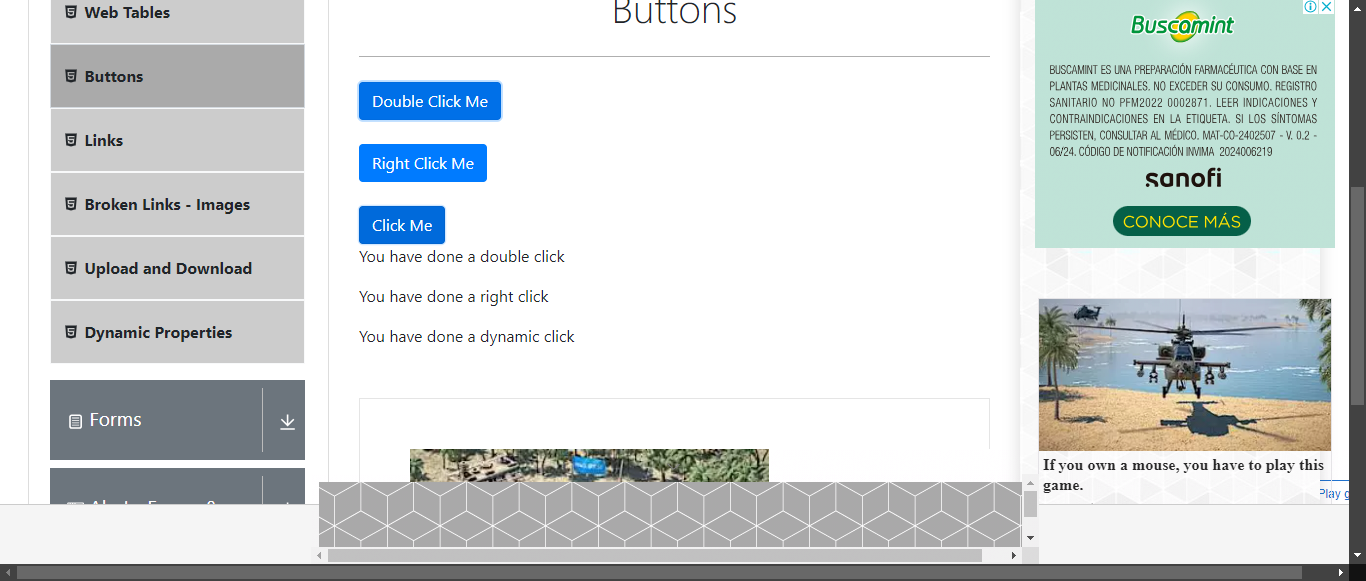 Web Tables
Buttons
Links
Broken Links - Images
Upload and Download
Dynamic Properties
Forms
Buttons
Double Click Me
Right Click Me
Click Me
You have done a double click
You have done a right click
You have done a dynamic click
Buscamint
BUSCAMINT ES UNA PREPARACIÓN FARMACÉUTICA CON BASE EN
PLANTAS MEDICINALES. NO EXCEDER SU CONSUMO. REGISTRO
SANITARIO NO PFM2022 0002871. LEER INDICACIONES Y
CONTRAINDICACIONES EN LA ETIQUETA. SI LOS SÍNTOMAS
PERSISTEN, CONSULTAR AL MÉDICO. MAT-CO-2402507 - V. 0.2 -
06/24. CÓDIGO DE NOTIFICACIÓN INVIMA 2024006219
sanofi
CONOCE MÁS
If you own a mouse, you have to play this
game.
Play g